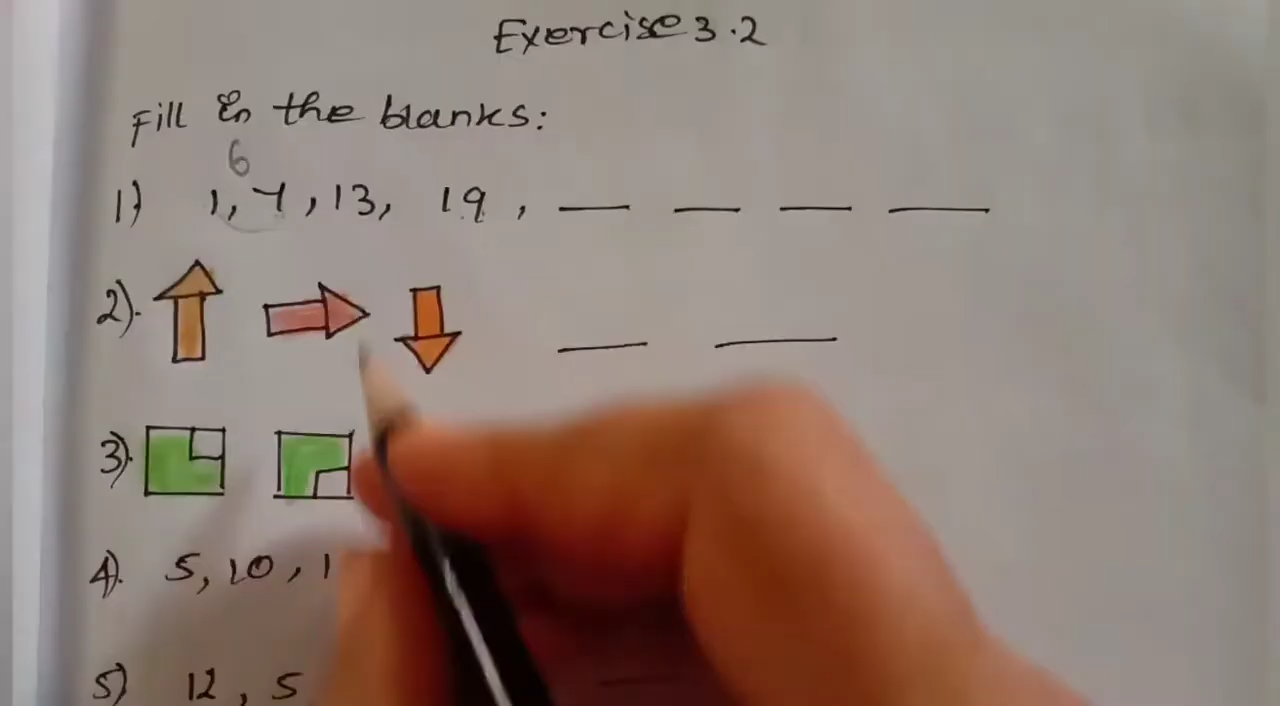 Exercise 3.2
Fill in the blanks:
6
1) 1, 7, 13, 19,
2).
3).
4). 5, 10, 1
5) 12, 5